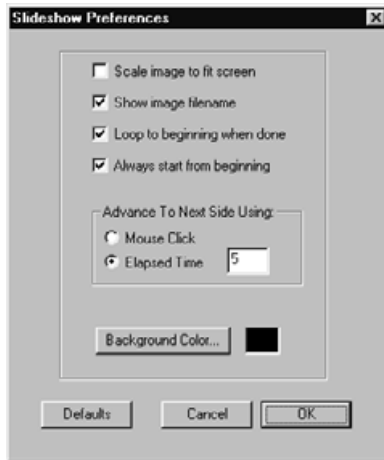 Slideshow Preferences
Scale image to fit screen
Show image filename
Loop to beginning when done
Always start from beginning
Advance To Next Side Using:
Mouse Click
Elapsed Time 5
Background Color...
Defaults Cancel OK